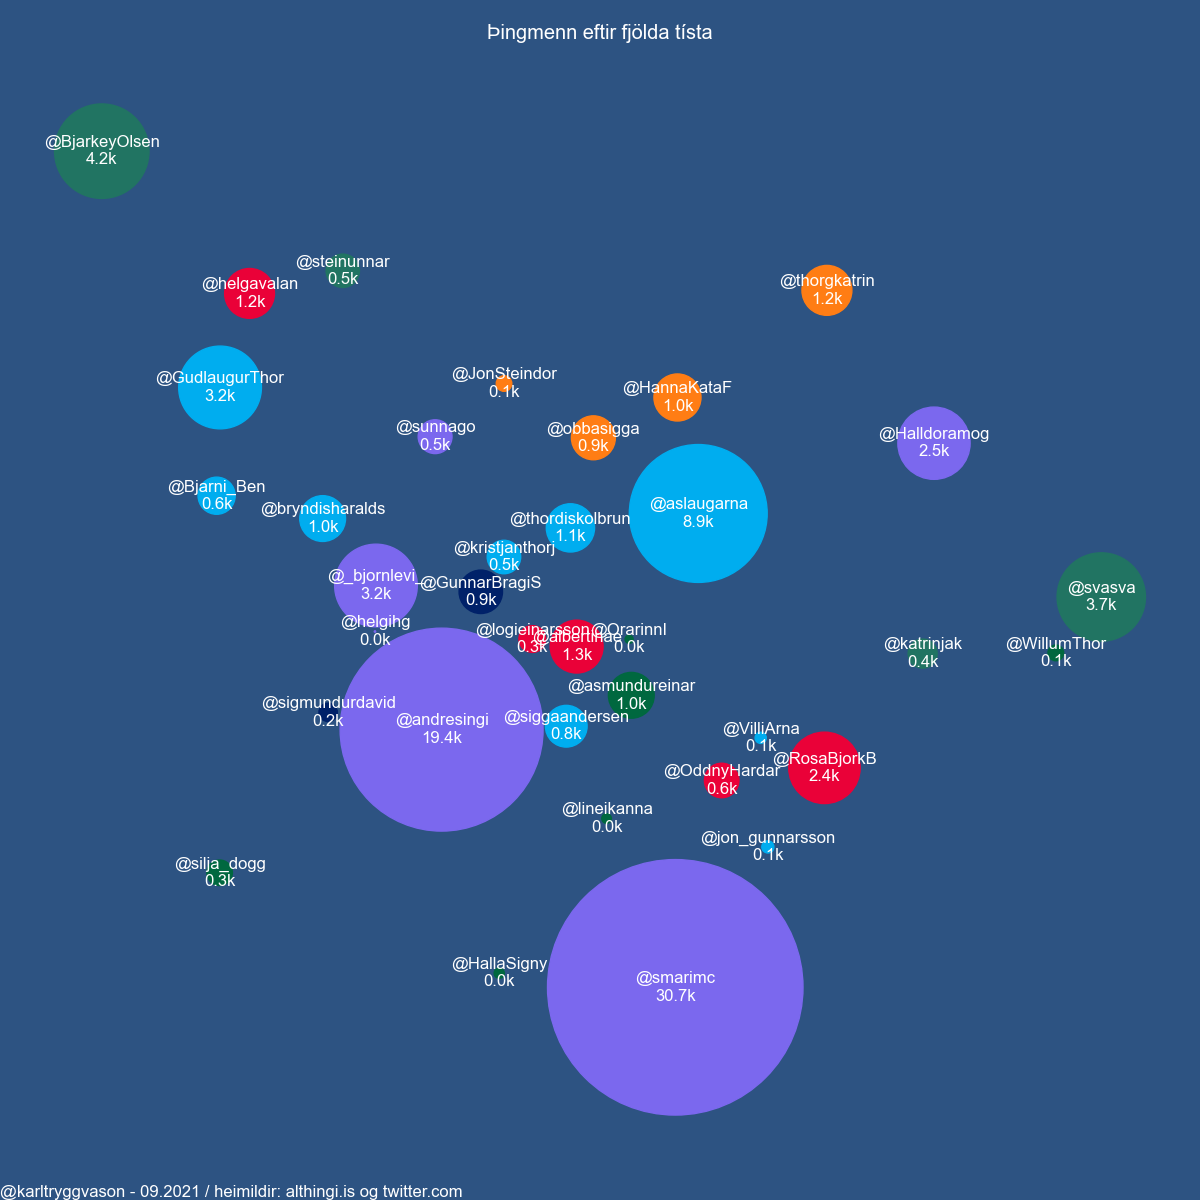 Þingmenn eftir fjölda tísta
@BjarkeyOlsen
4.2k
@steinunnar
0.5k
@helgavalan
1.2k
@thorgkatrin
1.2k
@GudlaugurThor
3.2k
@JonSteindor
0.1k
@HannaKataF
1.0k
@sunnago
0.5k
@obbasigga
0.9k
@Halldoramog
2.5k
@Bjarni_Ben
0.6k
@bryndisharalds
1.0k
@thordiskolbrun
1.1k
@aslaugarna
8.9k
@kristjanthorj
0.5k
@_bjornlevi_
3.2k
@GunnarBragiS
0.9k
@svasva
3.7k
@helgihg
0.0k
@logieinarsson
0.3k
@albertinae
1.3k
@Orarinnl
0.0k
@katrinjak
0.4k
@WillumThor
0.1k
@asmundureinar
1.0k
@sigmundurdavid
0.2k
@andresingi
19.4k
@siggaandersen
0.8k
@VilliArna
0.1k
@RosaBjorkB
2.4k
@OddnyHardar
0.6k
@lineikanna
0.0k
@jon_gunnarsson
0.1k
@silja_dogg
0.3k
@HallaSigny
0.0k
@smarimc
30.7k
@karltryggvason - 09.2021 / heimildir: althingi.is og twitter.com